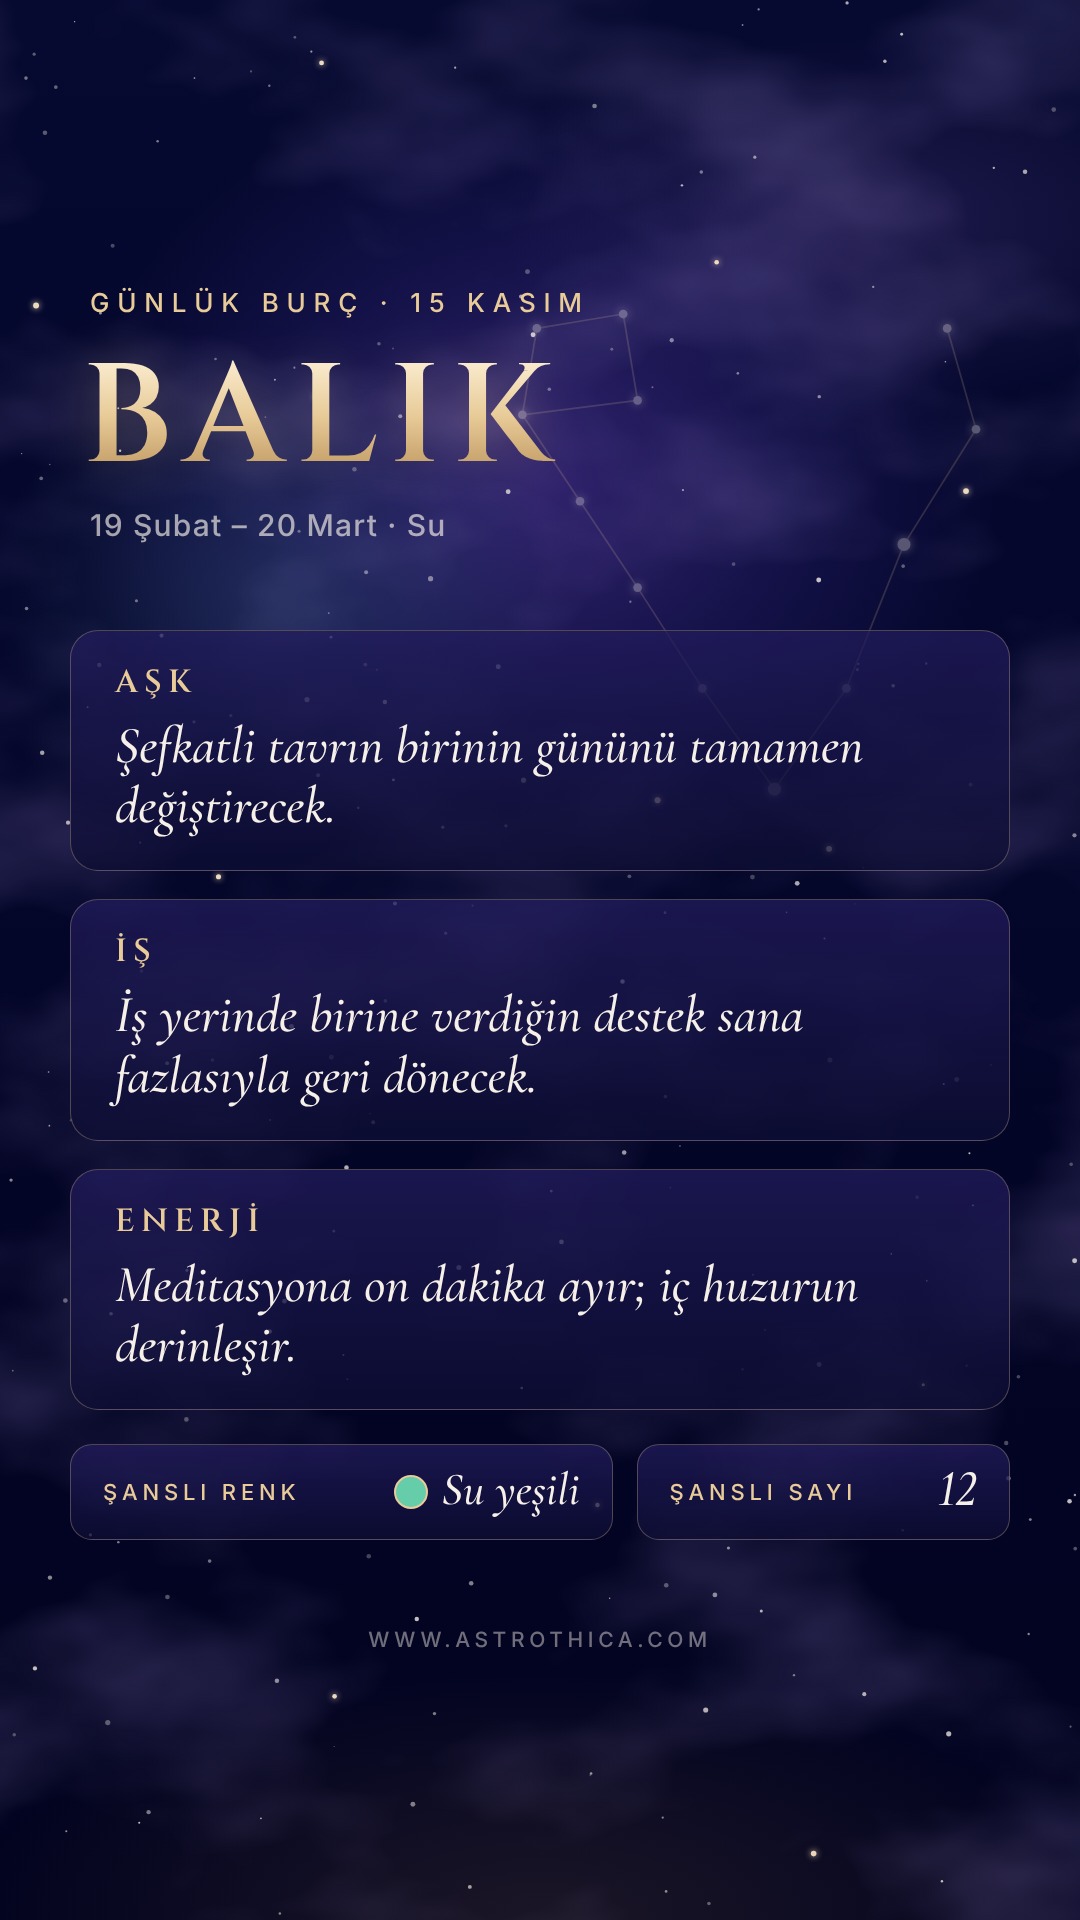 GÜNLÜK BURÇ · 15 KASIM
BALIK
19 Şubat – 20 Mart · Su
AŞK
Şefkatli tavrın birinin gününü tamamen
değiştirecek.
İŞ
İş yerinde birine verdiğin destek sana
fazlasıyla geri dönecek.
ENERJİ
Meditasyona on dakika ayır; iç huzurun
derinleşir.
ŞANSLI RENK Su yeşili
ŞANSLI SAYI 12
WWW.ASTROTHICA.COM